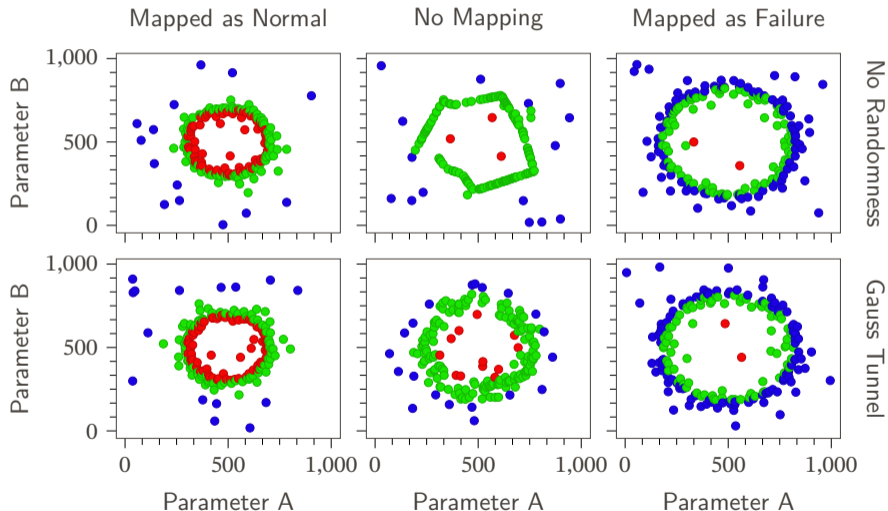 Mapped as Normal
No Mapping
Mapped as Failure
1,000
500
0
Parameter B
No Randomness
1,000
500
0
Parameter B
Gauss Tunnel
0
500
1,000
0
500
1,000
0
500
1,000
Parameter A
Parameter A
Parameter A